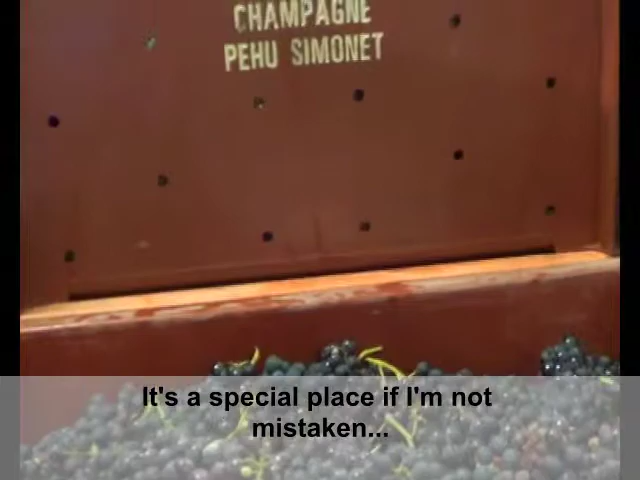 CHAMPAGNE
PEHU SIMONET
It's a special place if I'm not
mistaken...